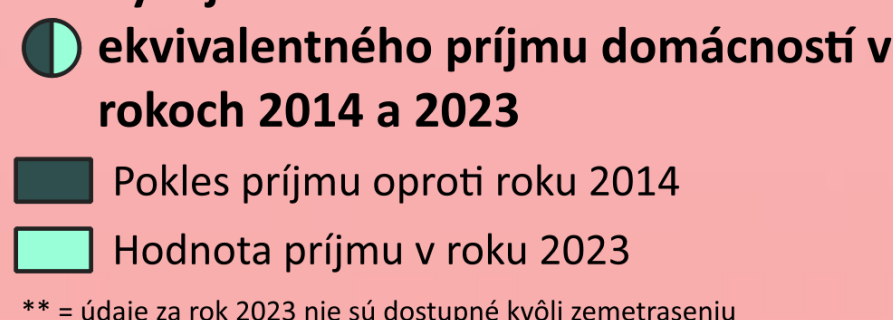 ekvivalentného príjmu domácností v
rokoch 2014 a 2023
Pokles príjmu oproti roku 2014
Hodnota príjmu v roku 2023
** = údaje za rok 2023 nie sú dostupné kvôli zemetraseniu